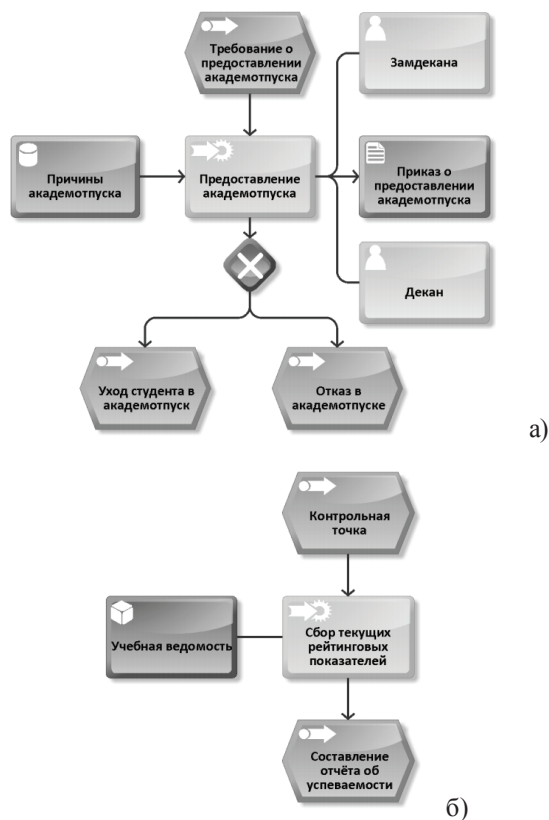 Требование о
предоставлении
академотпуска
Замдекана
Причины
академотпуска
Предоставление
академотпуска
Приказ о
предоставлении
академотпуска
Декан
Уход студента в
академотпуск
Отказ в
академотпуске
а)
Контрольная
точка
Учебная ведомость
Сбор текущих
рейтинговых
показателей
Составление
отчёта об
успеваемости
б)